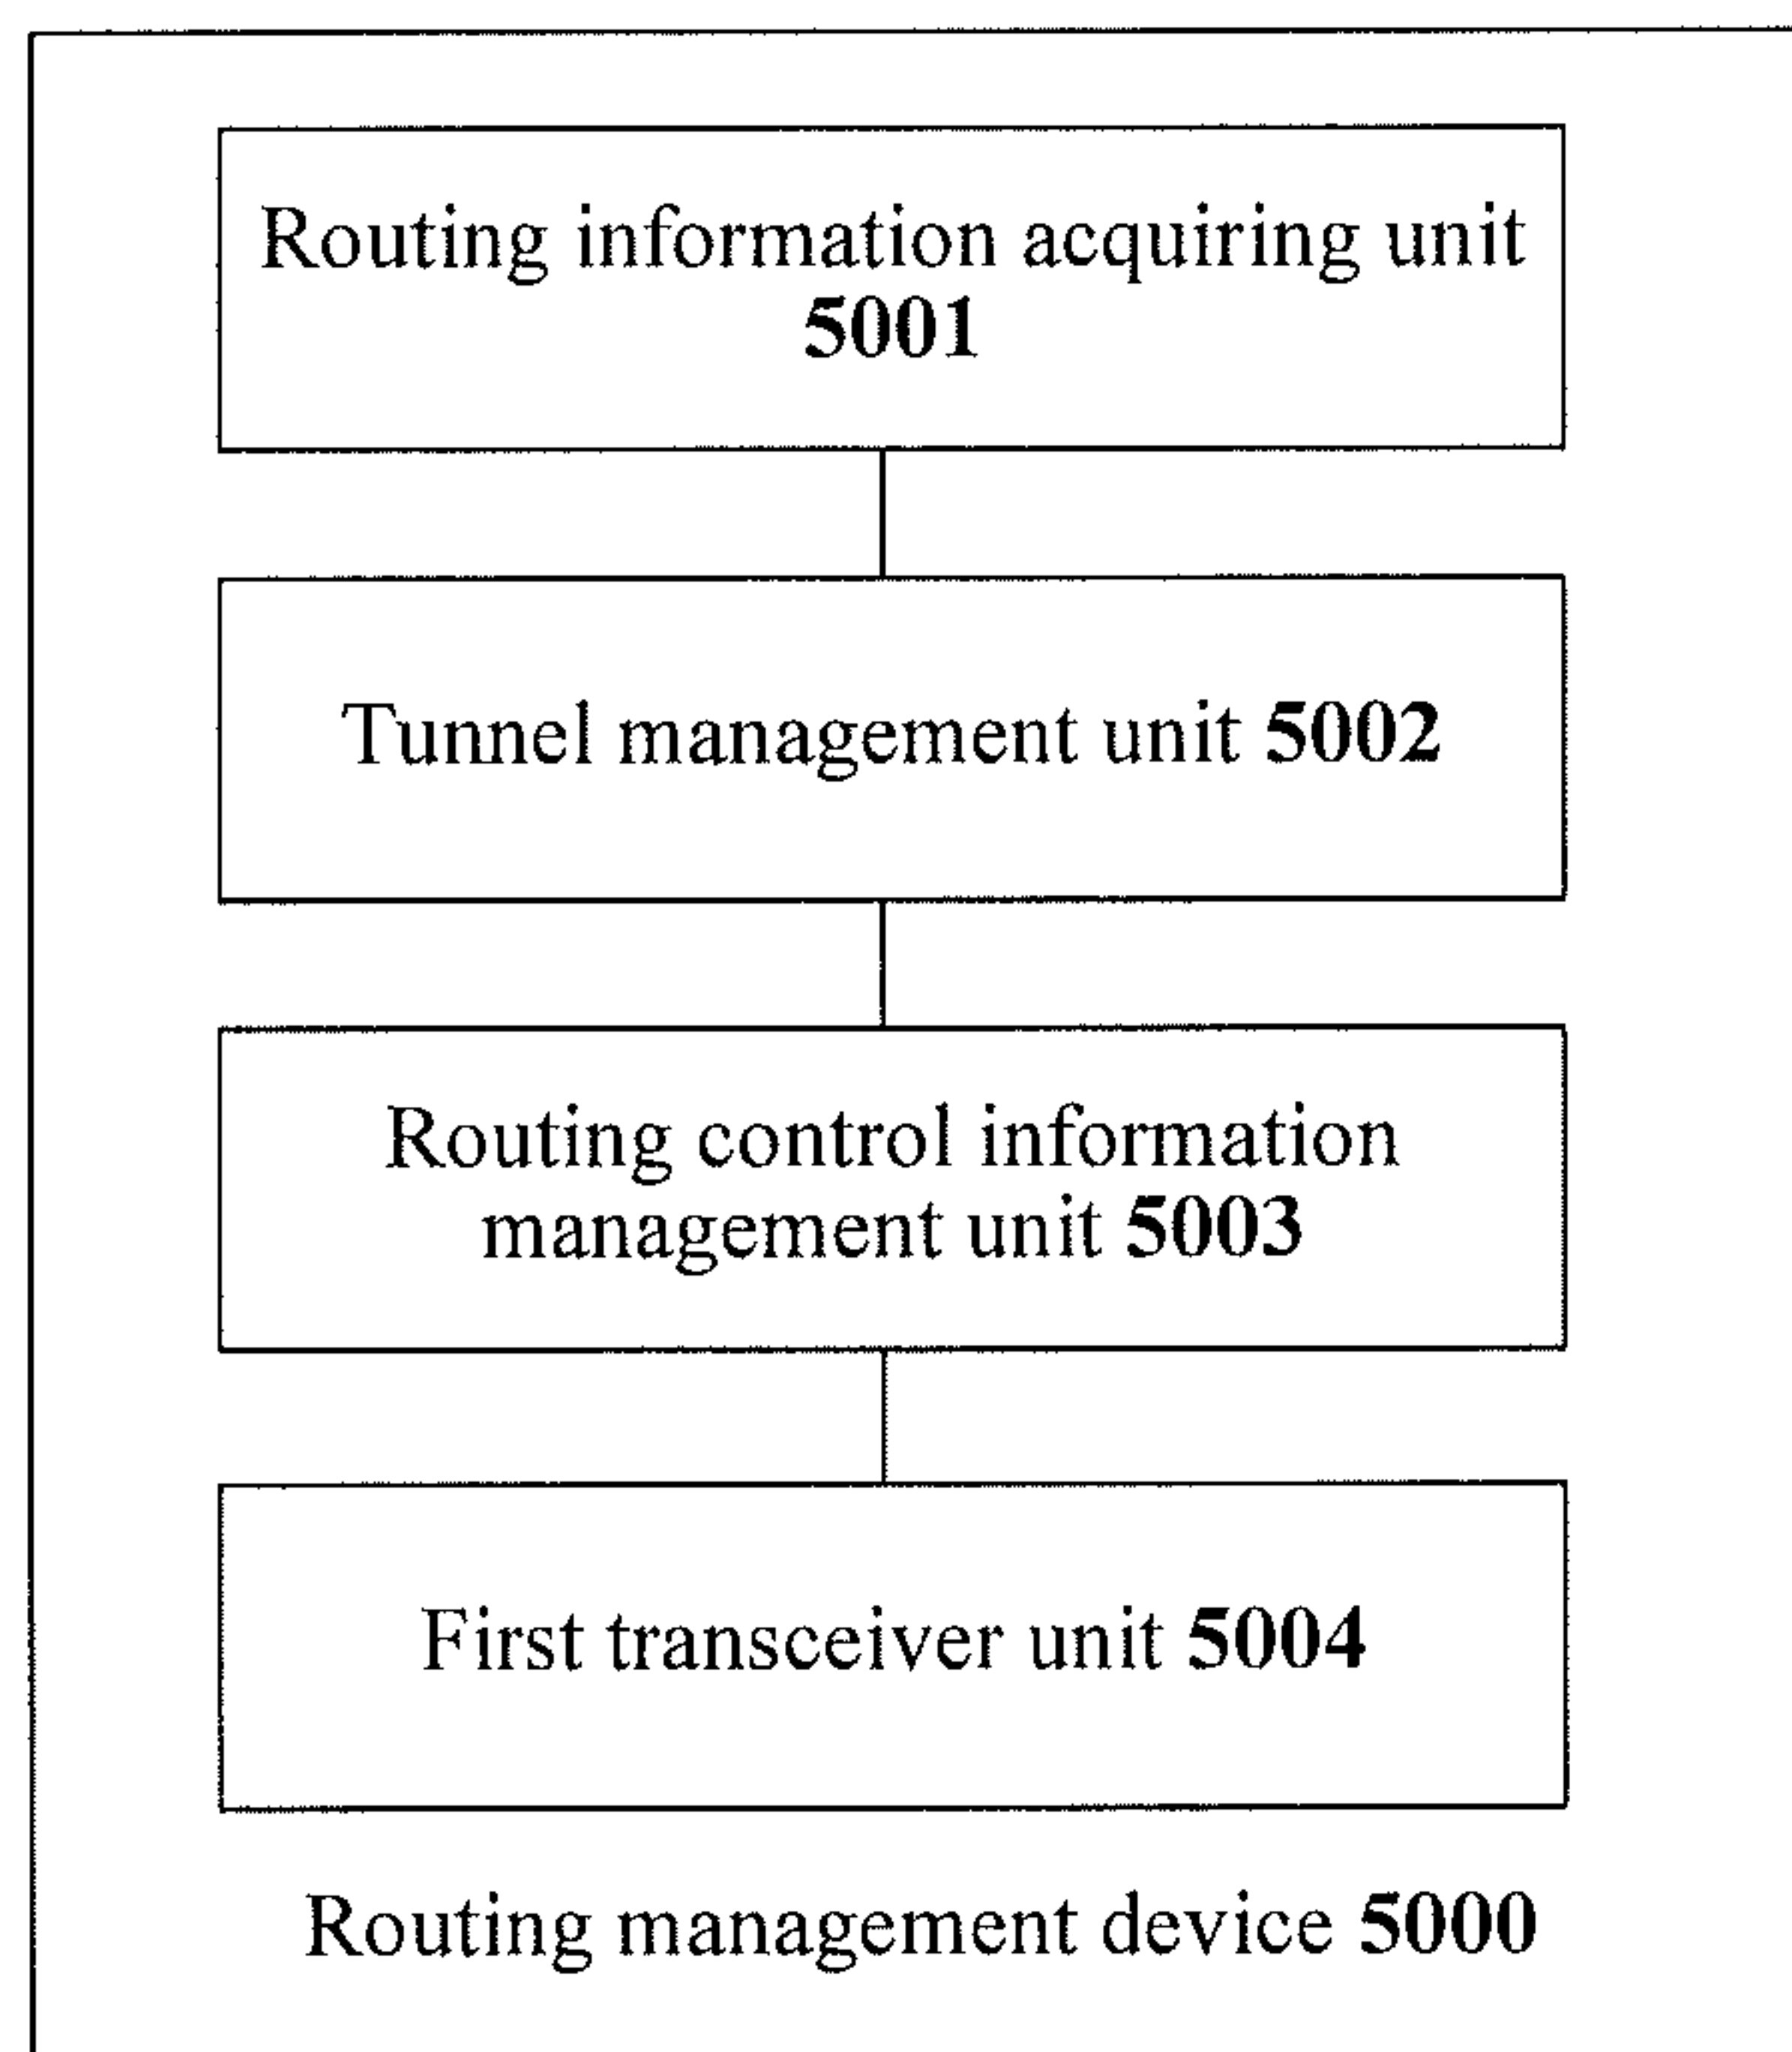 Routing information acquiring unit
5001
Tunnel management unit 5002
Routing control information
management unit 5003
First transceiver unit 5004
Routing management device 5000